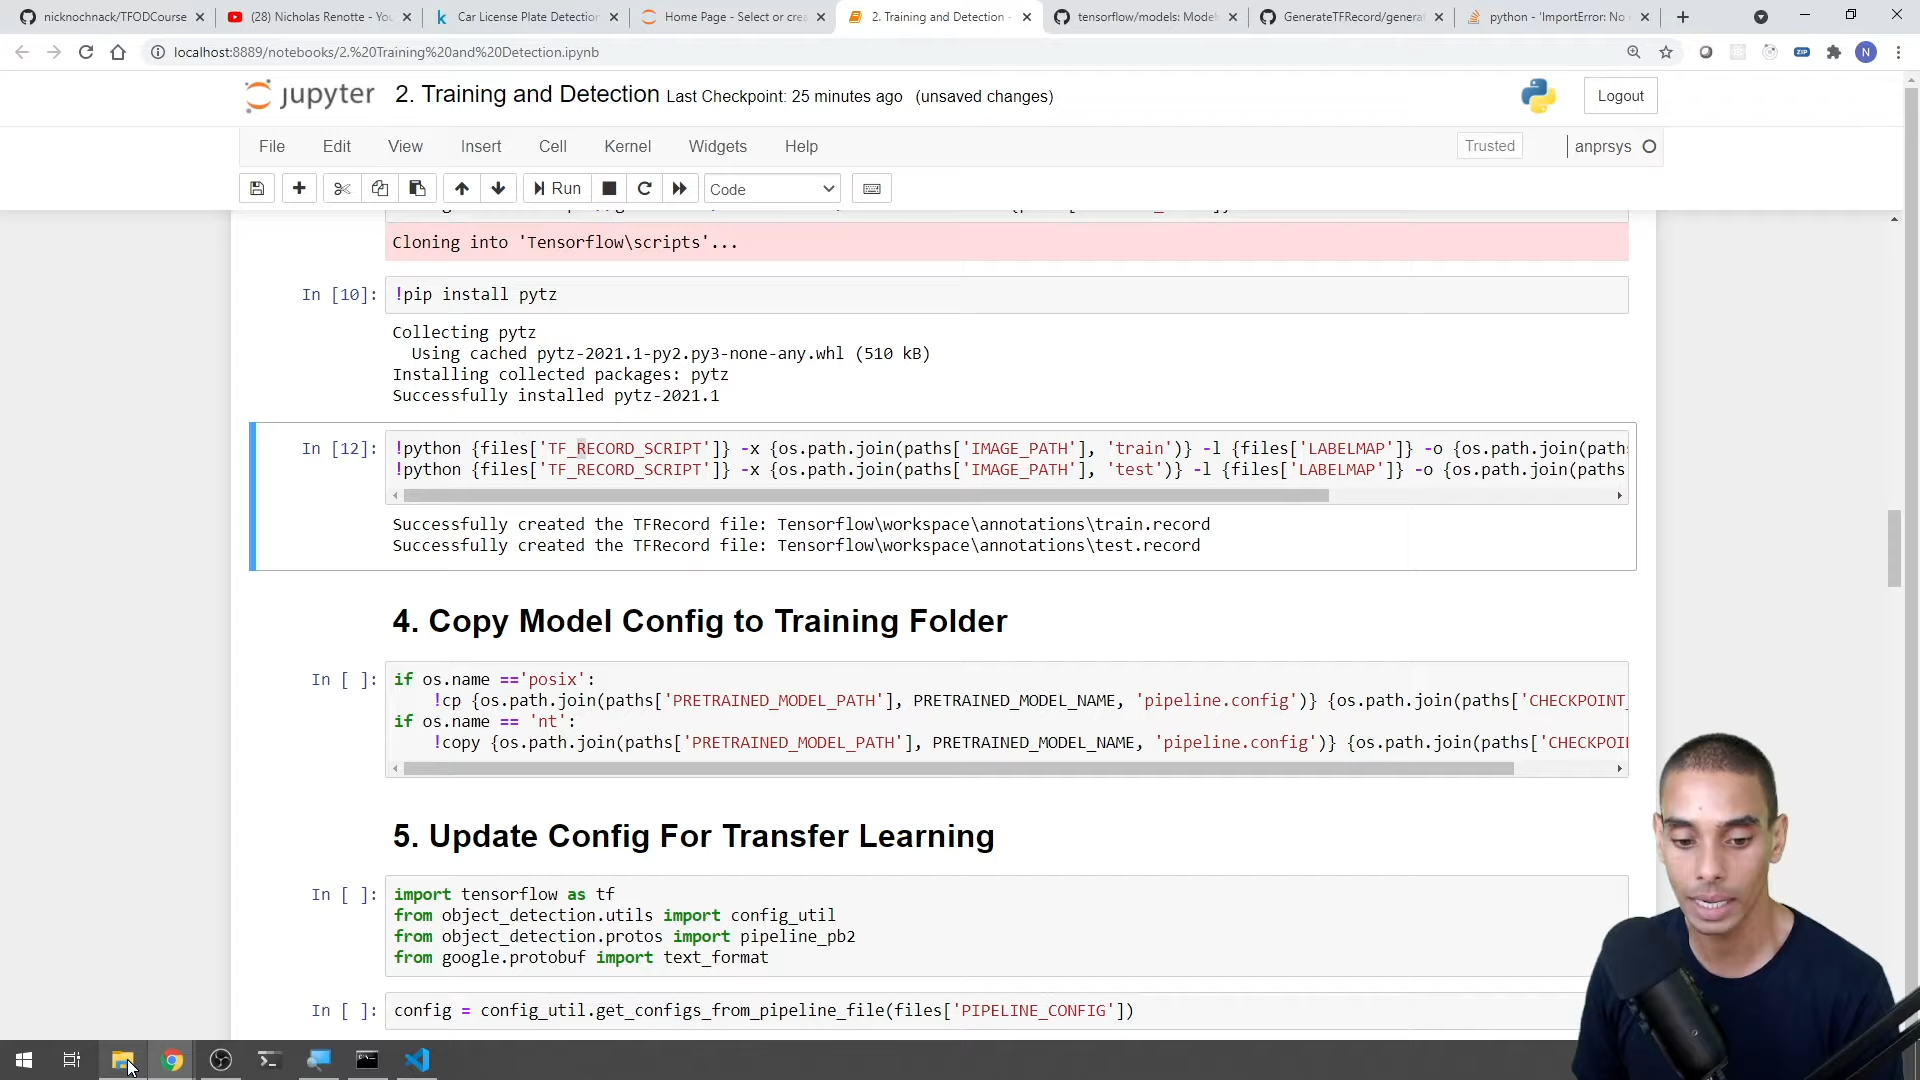 nicknochnack/TFODCourse
(28) Nicholas Renotte - You
Car License Plate Detection
Home Page - Select or crea
2. Training and Detection -
tensorflow/models: Model
GenerateTFRecord/genera
python - 'ImportError: No
localhost:8889/notebooks/2.%20Training%20and%20Detection.ipynb
ZIP
N
jupyter
2. Training and Detection Last Checkpoint: 25 minutes ago (unsaved changes)
Logout
File Edit View Insert Cell Kernel Widgets Help
Trusted
anprsys
Run
Code
Cloning into 'Tensorflow\scripts'...
In [10]: !pip install pytz
Collecting pytz
Using cached pytz-2021.1-py2.py3-none-any.whl (510 kB)
Installing collected packages: pytz
Successfully installed pytz-2021.1
In [12]: !python {files['TF_RECORD_SCRIPT']} -x {os.path.join(paths['IMAGE_PATH'], 'train')} -l {files['LABELMAP']} -o {os.path.join(path
!python {files['TF_RECORD_SCRIPT']} -x {os.path.join(paths['IMAGE_PATH'], 'test')} -l {files['LABELMAP']} -o {os.path.join(paths
Successfully created the TFRecord file: Tensorflow\workspace\annotations\train.record
Successfully created the TFRecord file: Tensorflow\workspace\annotations\test.record
4. Copy Model Config to Training Folder
In [ ]: if os.name =='posix':
!cp {os.path.join(paths['PRETRAINED_MODEL_PATH'], PRETRAINED_MODEL_NAME, 'pipeline.config')} {os.path.join(paths['CHECKPOINT_
if os.name == 'nt':
!copy {os.path.join(paths['PRETRAINED_MODEL_PATH'], PRETRAINED_MODEL_NAME, 'pipeline.config')} {os.path.join(paths['CHECKPOI
5. Update Config For Transfer Learning
In [ ]: import tensorflow as tf
from object_detection.utils import config_util
from object_detection.protos import pipeline_pb2
from google.protobuf import text_format
In [ ]: config = config_util.get_configs_from_pipeline_file(files['PIPELINE_CONFIG'])